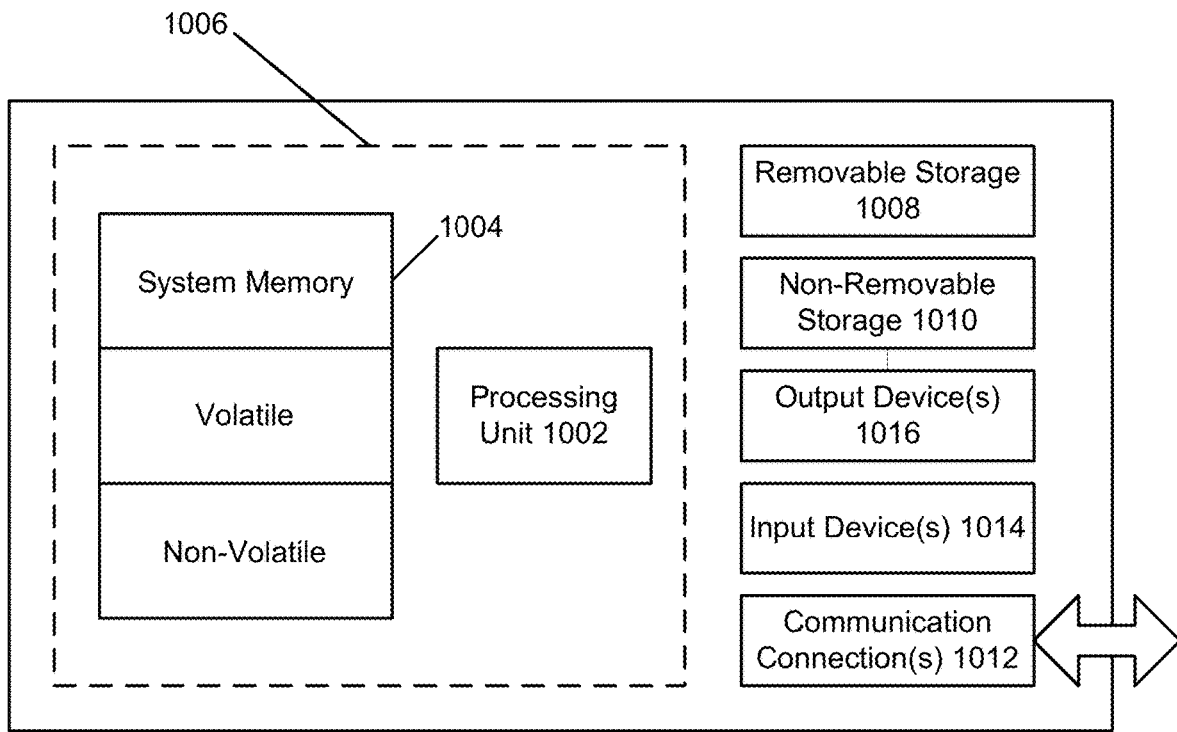 1006
1004
System Memory
Volatile
Non-Volatile
Processing
Unit 1002
Removable Storage
1008
Non-Removable
Storage 1010
Output Device(s)
1016
Input Device(s) 1014
Communication
Connection(s) 1012